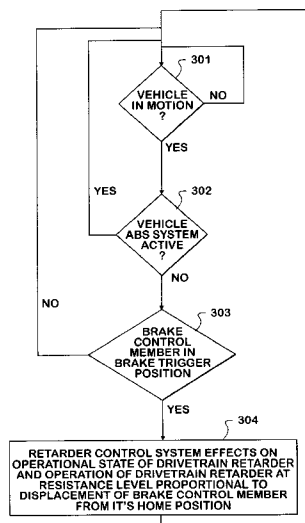 301
VEHICLE
IN MOTION
?
NO
YES
YES
302
VEHICLE
ABS SYSTEM
ACTIVE
?
NO
NO
303
BRAKE
CONTROL
MEMBER IN
BRAKE TRIGGER
POSITION
YES
304
RETARDER CONTROL SYSTEM EFFECTS ON
OPERATIONAL STATE OF DRIVETRAIN RETARDER
AND OPERATION OF DRIVETRAIN RETARDER AT
RESISTANCE LEVEL PROPORTIONAL TO
DISPLACEMENT OF BRAKE CONTROL MEMBER
FROM IT'S HOME POSITION